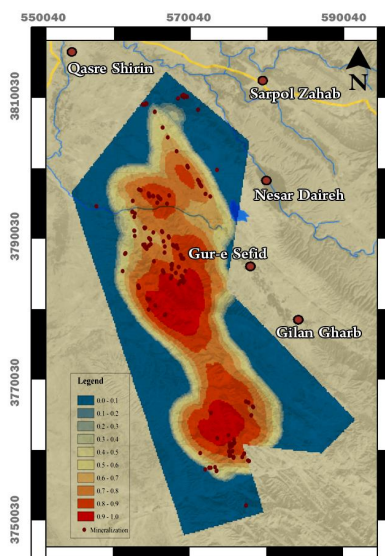 550040 570040 590040
3810030
3790030
3770030
3750030
Qasre Shirin
Sarpol Zahab
N
Nesar Daireh
Gur-e Sefid
Gilan Gharb
Legend
0.0 - 0.1
0.1 - 0.2
0.2 - 0.3
0.3 - 0.4
0.4 - 0.5
0.5 - 0.6
0.6 - 0.7
0.7 - 0.8
0.8 - 0.9
0.9 - 1.0
Mineralization